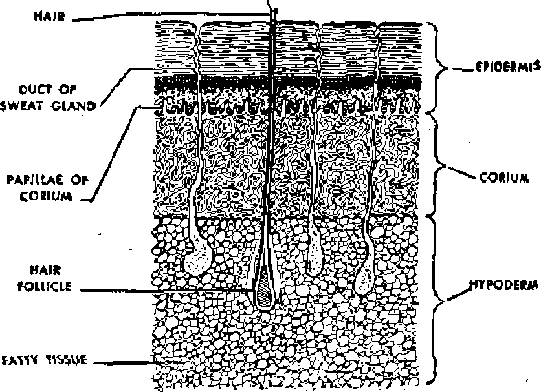 HAIR
DUCT OF
SWEAT GLAND
PAPILLAE OF
CORIUM
HAIR
FOLLICLE
FATTY TISSUE
EPIDERMIS
CORIUM
HYPODERM